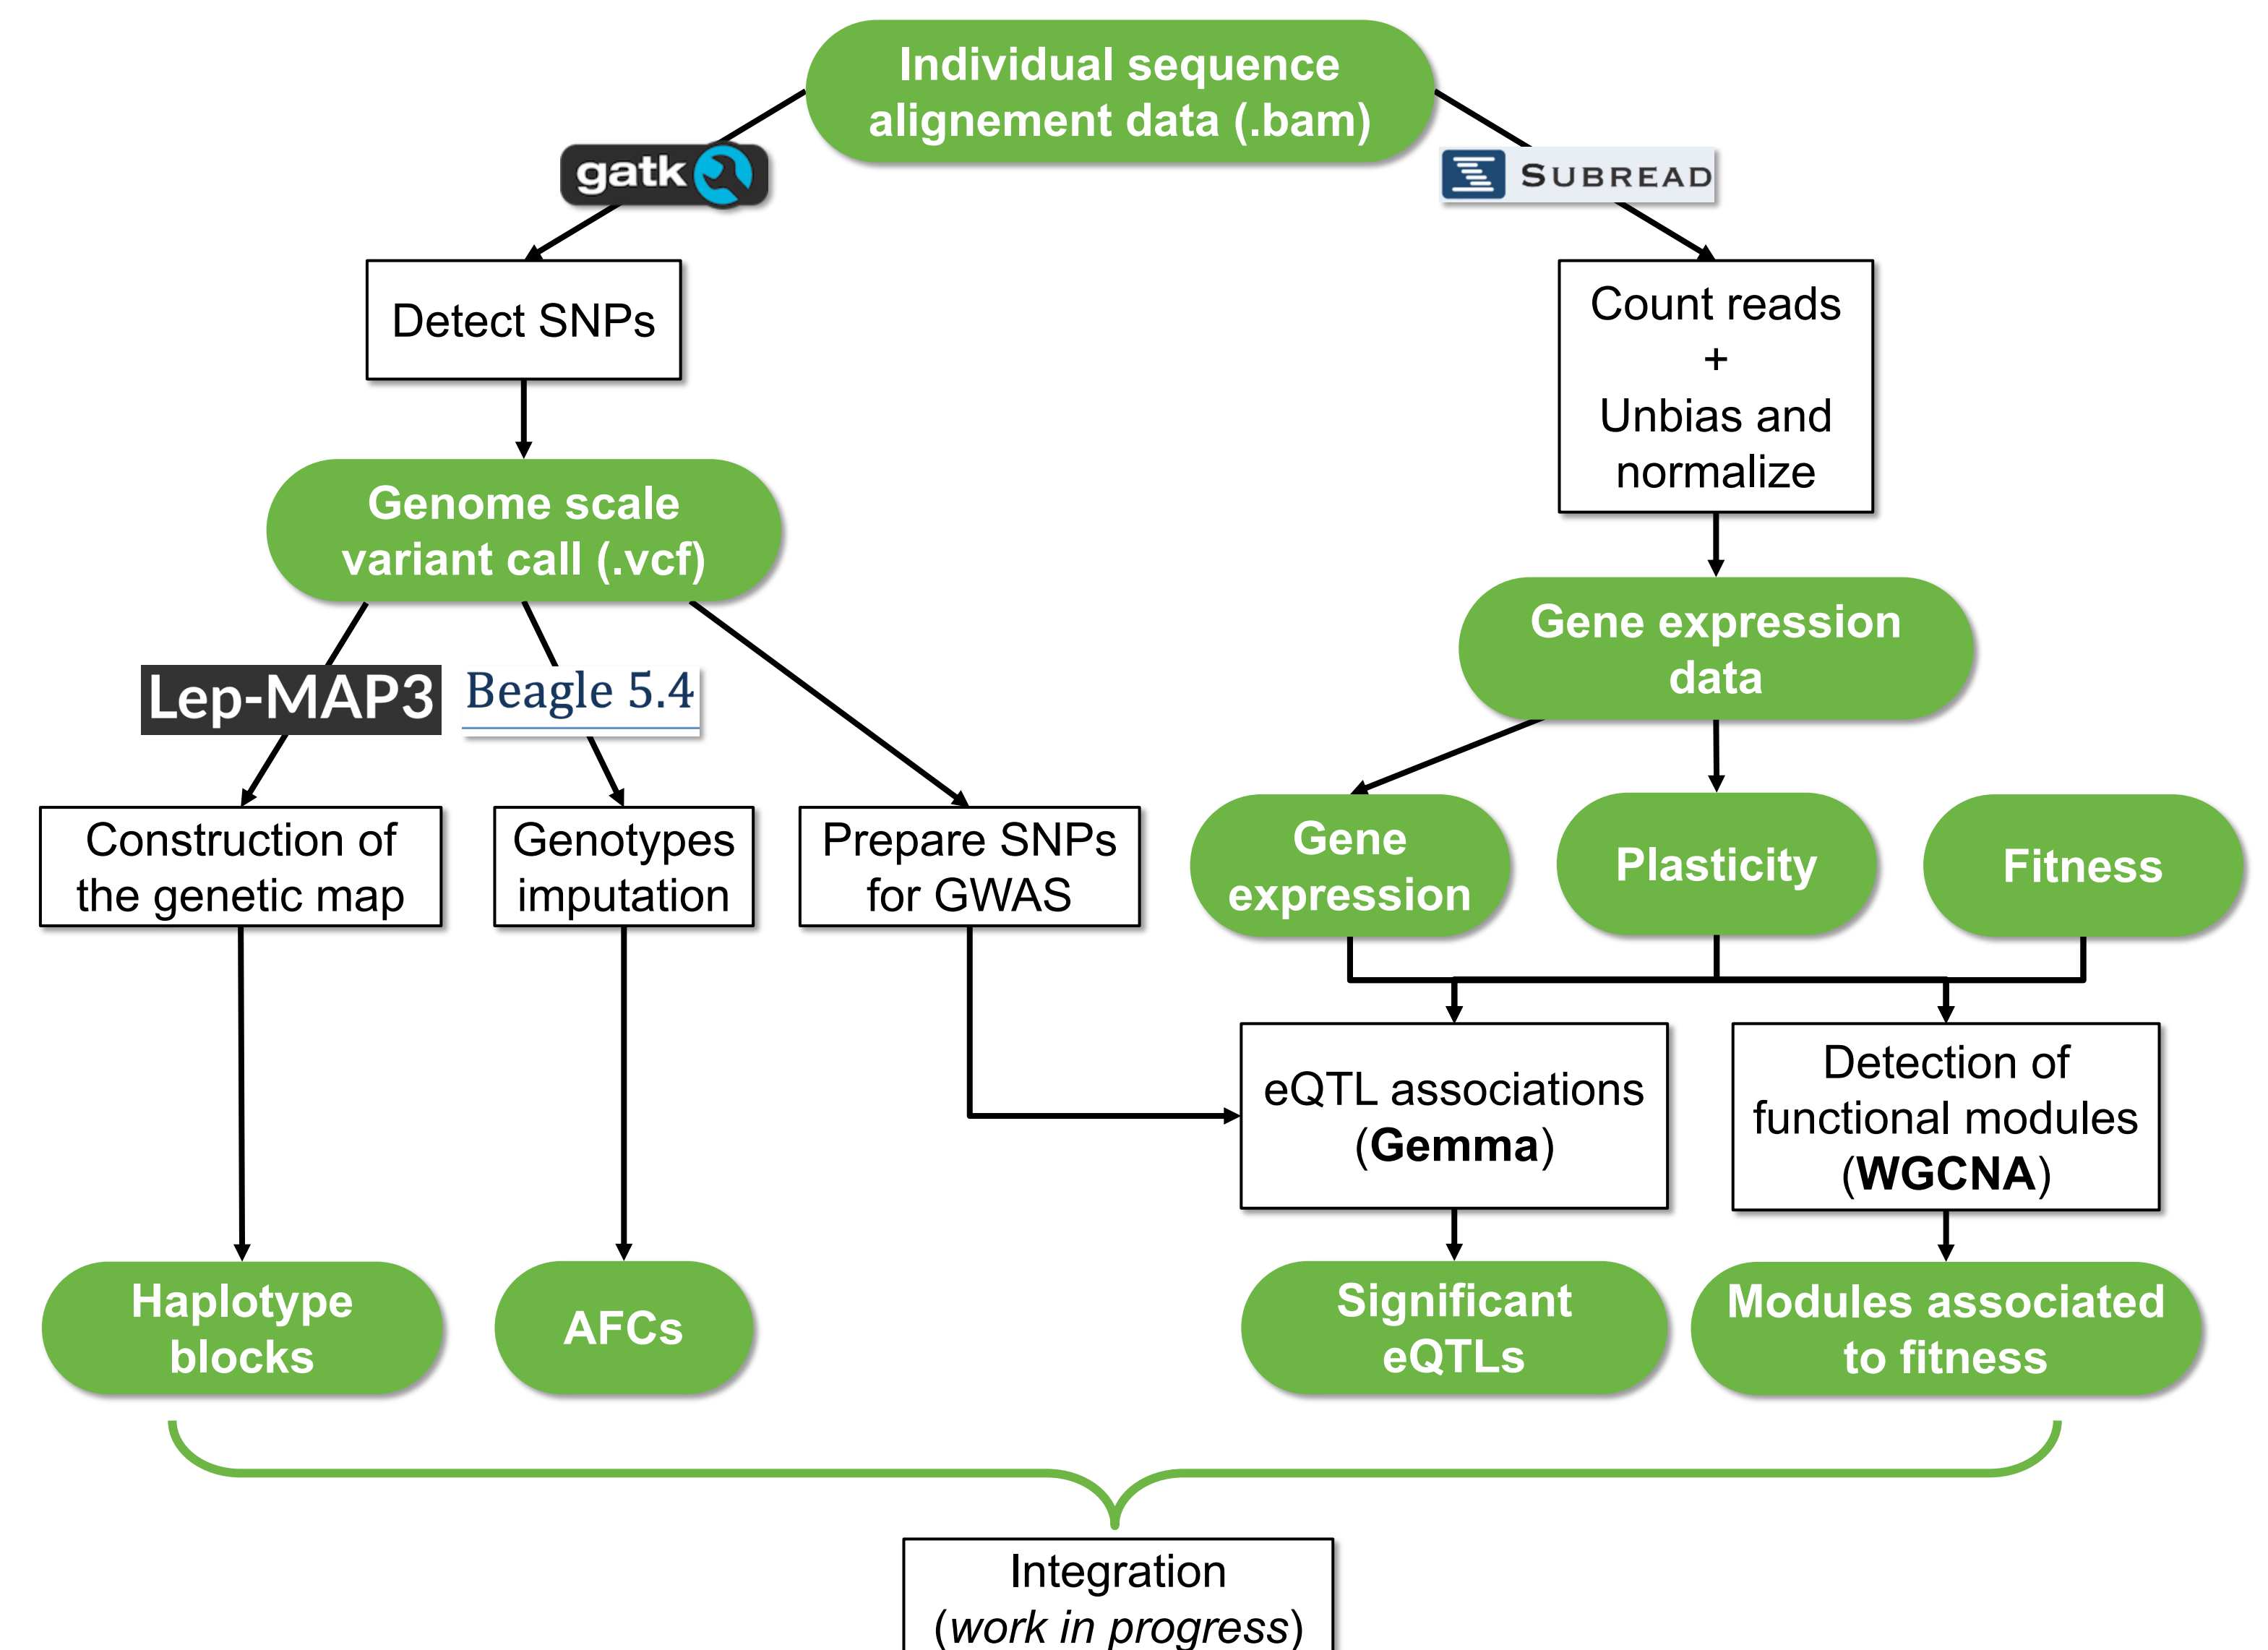 Individual sequence
alignement data (.bam)
gatk
SUBREAD
Detect SNPs
Count reads
+
Unbias and
normalize
Genome scale
variant call (.vcf)
Gene expression
data
Lep-MAP3
Beagle 5.4
Construction of
the genetic map
Genotypes
imputation
Prepare SNPs
for GWAS
Gene
expression
Plasticity
Fitness
eQTL associations
(Gemma)
Detection of
functional modules
(WGCNA)
Haplotype
blocks
AFCs
Significant
eQTLs
Modules associated
to fitness
Integration
(work in progress)